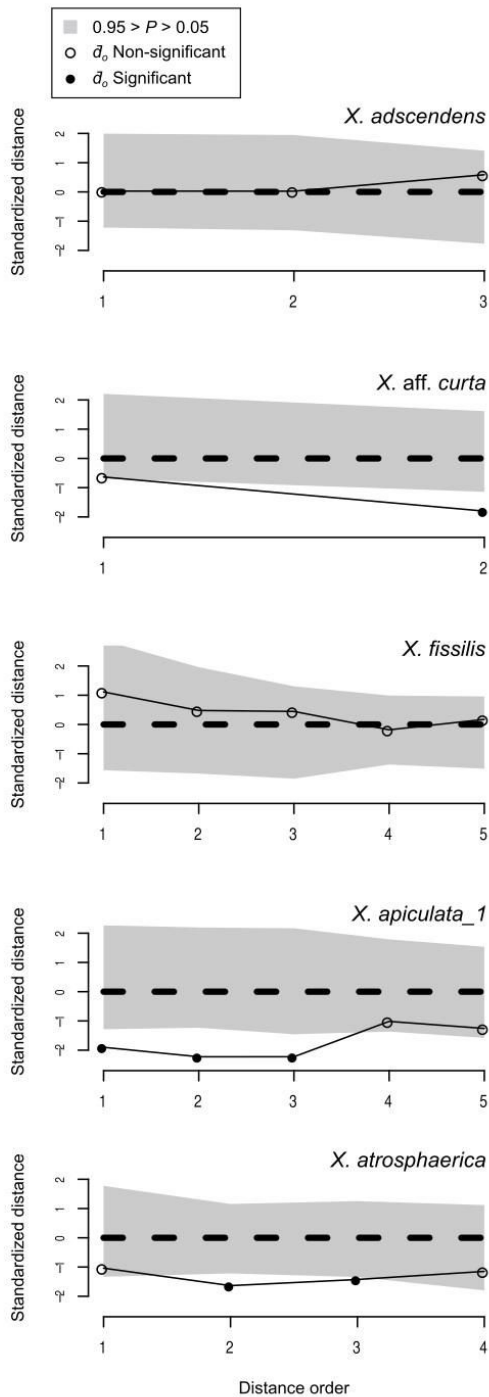 0.95 > P > 0.05
d̄ₒ Non-significant
d̄ₒ Significant
X. adscendens
Standardized distance
2
1
0
-1
-2
1 2 3
X. aff. curta
Standardized distance
2
1
0
-1
-2
1 2
X. fissilis
Standardized distance
2
1
0
-1
-2
1 2 3 4 5
X. apiculata_1
Standardized distance
2
1
0
-1
-2
1 2 3 4 5
X. atrosphaerica
Standardized distance
2
1
0
-1
-2
1 2 3 4
Distance order